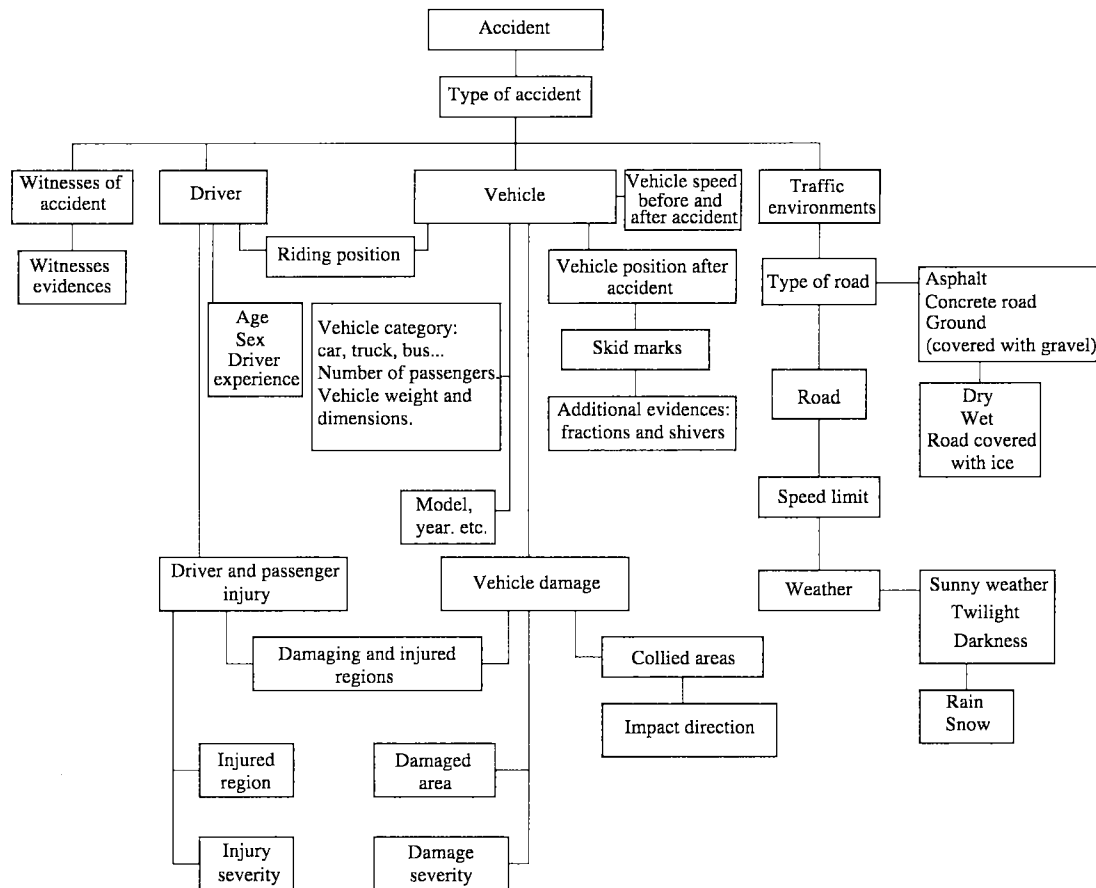 Accident
Type of accident
Witnesses of
accident
Driver
Vehicle
Vehicle speed
before and
after accident
Traffic
environments
Witnesses
evidences
Riding position
Vehicle position after
accident
Type of road
Asphalt
Concrete road
Ground
(covered with gravel)
Age
Sex
Driver
experience
Vehicle category:
car, truck, bus...
Number of passengers.
Vehicle weight and
dimensions.
Skid marks
Road
Dry
Wet
Road covered
with ice
Additional evidences:
fractions and shivers
Model,
year. etc.
Speed limit
Driver and passenger
injury
Vehicle damage
Weather
Sunny weather
Twilight
Darkness
Damaging and injured
regions
Collied areas
Impact direction
Rain
Snow
Injured
region
Damaged
area
Injury
severity
Damage
severity